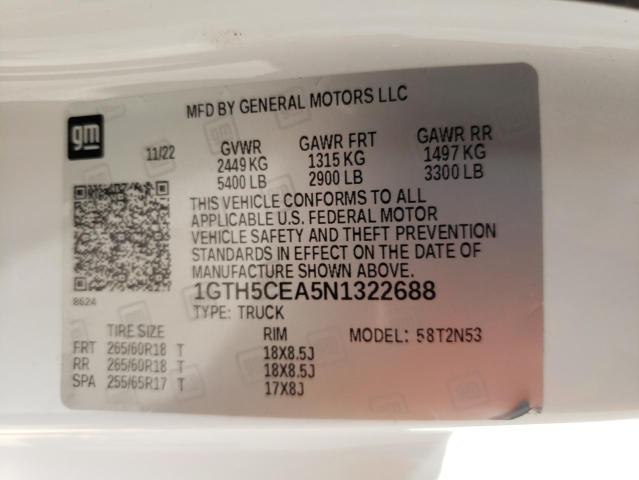 MFD BY GENERAL MOTORS LLC
gm
11/22
GVWR GAWR FRT GAWR RR
2449 KG 1315 KG 1497 KG
5400 LB 2900 LB 3300 LB
THIS VEHICLE CONFORMS TO ALL
APPLICABLE U.S. FEDERAL MOTOR
VEHICLE SAFETY AND THEFT PREVENTION
STANDARDS IN EFFECT ON THE DATE OF
MANUFACTURE SHOWN ABOVE.
8624
1GTH5CEA5N1322688
TYPE: TRUCK
TIRE SIZE RIM MODEL: 58T2N53
FRT 265/60R18 T 18X8.5J
RR 265/60R18 T 18X8.5J
SPA 255/65R17 T 17X8J